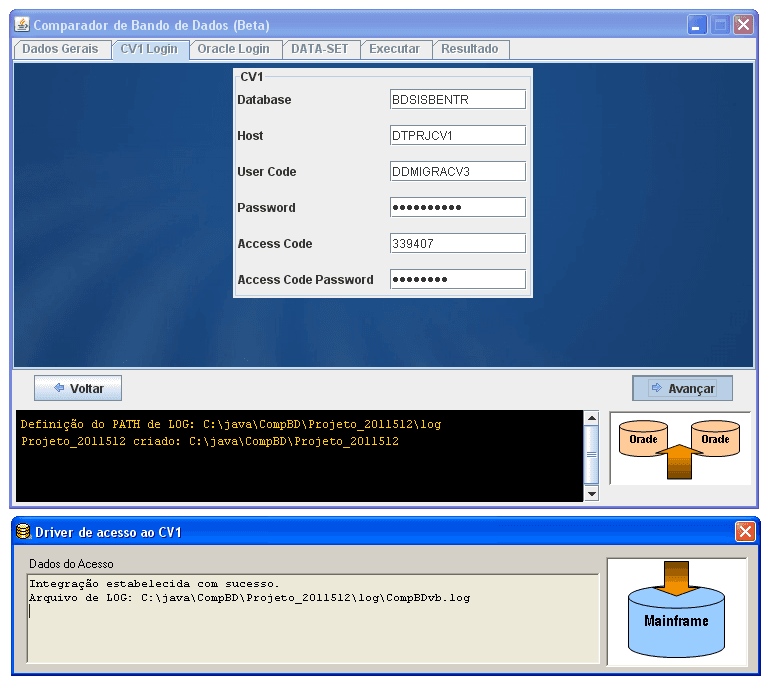 Comparador de Bando de Dados (Beta)
Dados Gerais CV1 Login Oracle Login DATA-SET Executar Resultado
CV1
Database BDSISBENTR
Host DTPRJCV1
User Code DDMIGRACV3
Password ••••••••••
Access Code 339407
Access Code Password ••••••••
Voltar Avançar
Definição do PATH de LOG: C:\java\CompBD\Projeto_2011512\log
Projeto_2011512 criado: C:\java\CompBD\Projeto_2011512
Oracle Oracle
Driver de acesso ao CV1
Dados do Acesso
Integração estabelecida com sucesso.
Arquivo de LOG: C:\java\CompBD\Projeto_2011512\log\CompBDvb.log
Mainframe